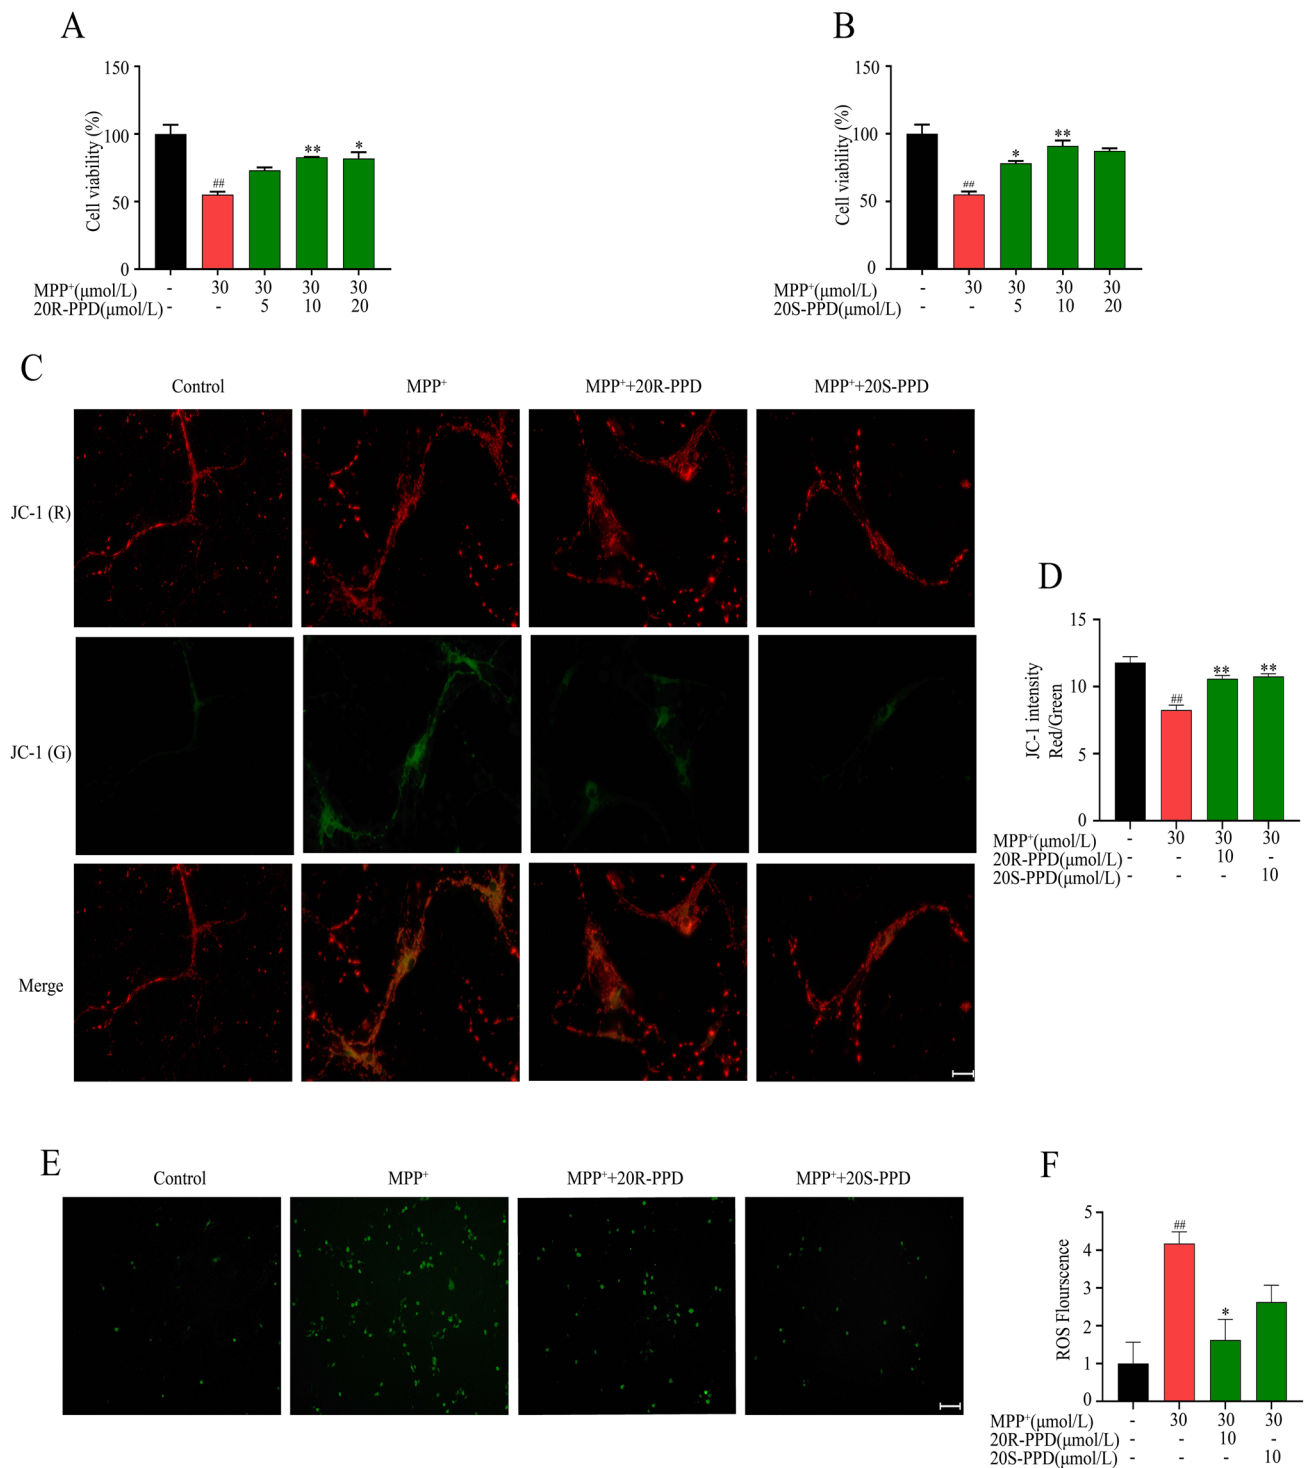 A
150
100
50
0
Cell viability (%)
##
**
*
MPP⁺(μmol/L) - 30 30 30 30
20R-PPD(μmol/L) - - 5 10 20
B
150
100
50
0
Cell viability (%)
##
*
**
MPP⁺(μmol/L) - 30 30 30 30
20S-PPD(μmol/L) - - 5 10 20
C
Control MPP⁺ MPP⁺+20R-PPD MPP⁺+20S-PPD
JC-1 (R)
JC-1 (G)
Merge
D
15
10
5
0
JC-1 intensity
Red/Green
##
**
**
MPP⁺(μmol/L) - 30 30 30
20R-PPD(μmol/L) - - 10 -
20S-PPD(μmol/L) - - - 10
E
Control MPP⁺ MPP⁺+20R-PPD MPP⁺+20S-PPD
F
5
4
3
2
1
0
ROS Flourscence
##
*
MPP⁺(μmol/L) - 30 30 30
20R-PPD(μmol/L) - - 10 -
20S-PPD(μmol/L) - - - 10